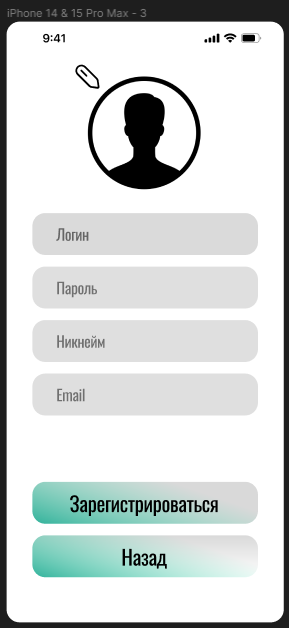 iPhone 14 & 15 Pro Max - 3
9:41
Логин
Пароль
Никнейм
Email
Зарегистрироваться
Назад